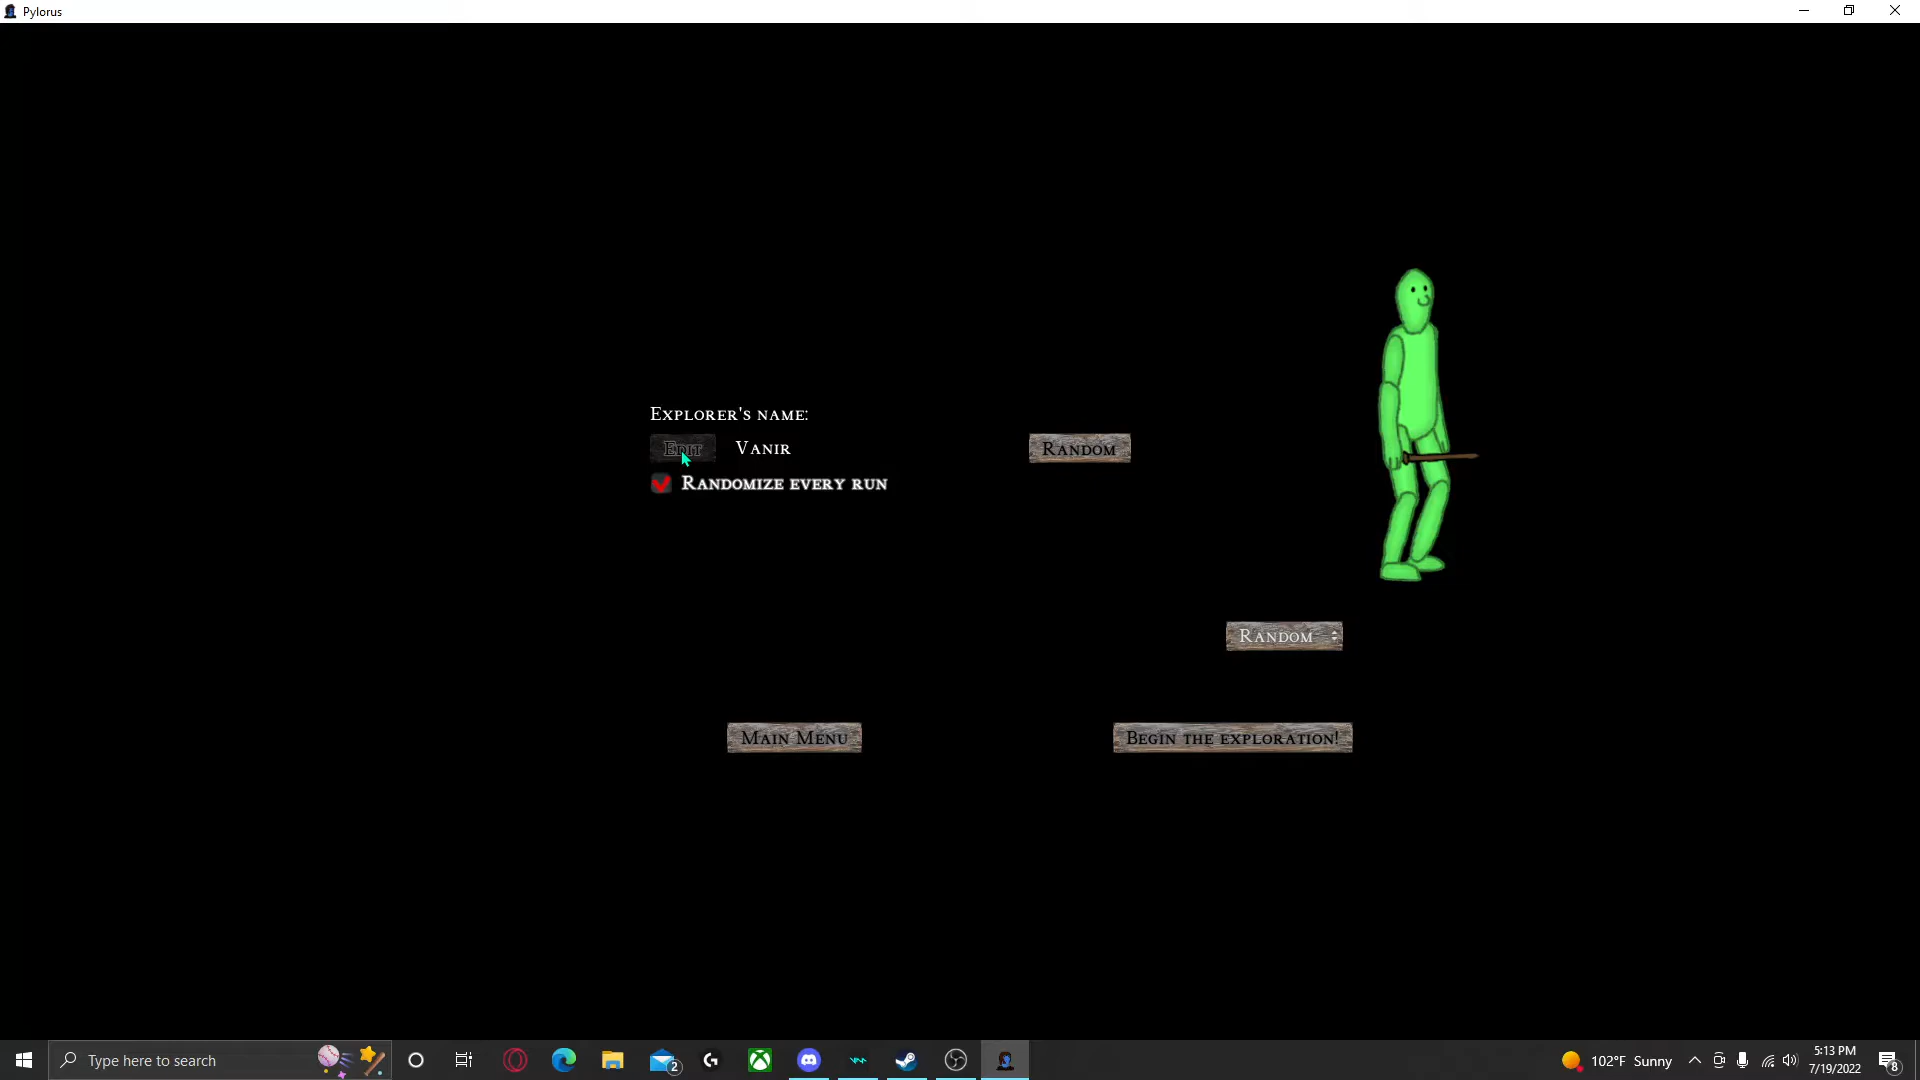 Pylorus
Explorer's name:
Edit
Vanir
Random
Randomize every run
Random
Main Menu
Begin the exploration!
Type here to search
2
102°F Sunny
5:13 PM
7/19/2022
8